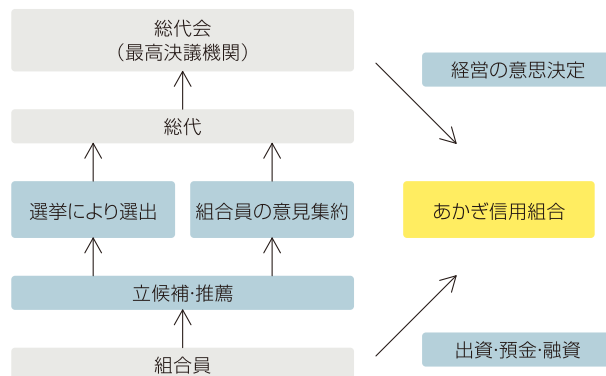 総代会
（最高決議機関）
経営の意思決定
総代
選挙により選出
組合員の意見集約
あかぎ信用組合
立候補・推薦
出資・預金・融資
組合員